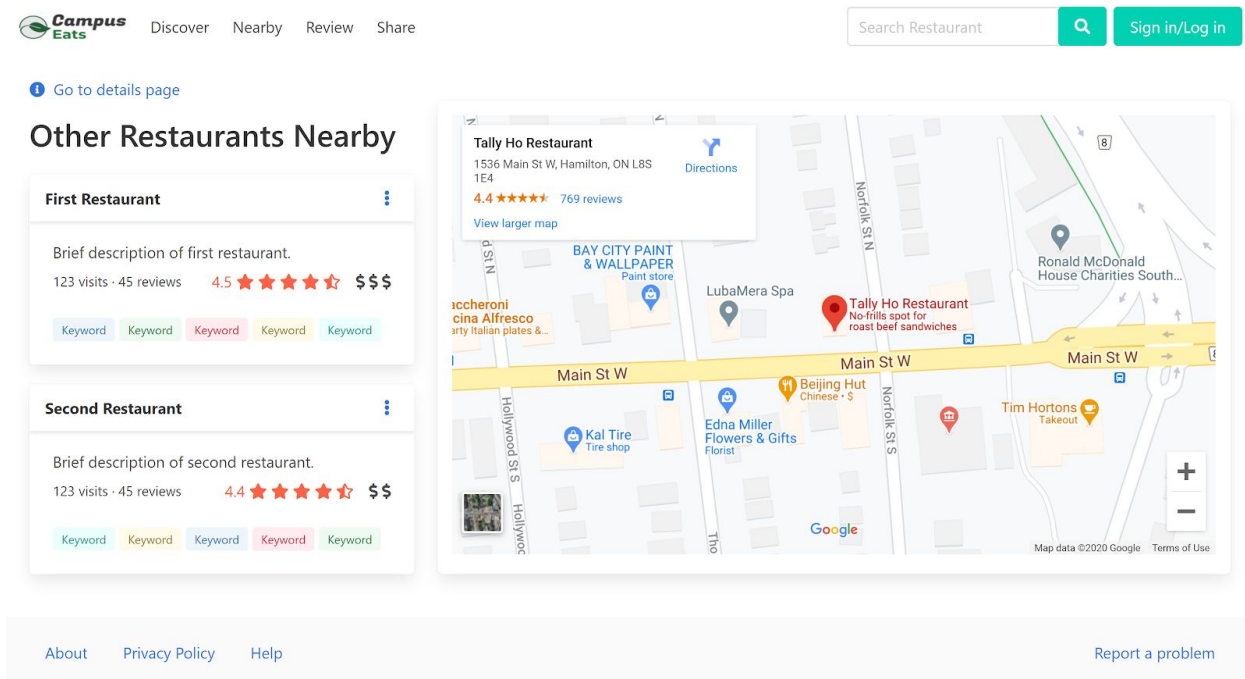 Campus
Eats
Discover Nearby Review Share
Search Restaurant
Sign in/Log in
Go to details page
Other Restaurants Nearby
First Restaurant
Brief description of first restaurant.
123 visits · 45 reviews 4.5 $$$
Keyword Keyword Keyword Keyword Keyword
Second Restaurant
Brief description of second restaurant.
123 visits · 45 reviews 4.4 $$
Keyword Keyword Keyword Keyword Keyword
Tally Ho Restaurant
1536 Main St W, Hamilton, ON L8S
1E4
4.4 769 reviews
View larger map
Directions
8
Norfolk St N
d St N
BAY CITY PAINT
& WALLPAPER
Paint store
Ronald McDonald
House Charities South...
LubaMera Spa
accheroni
cina Alfresco
arty Italian plates &...
Tally Ho Restaurant
No-frills spot for
roast beef sandwiches
Main St W
Main St W
Main St W
Beijing Hut
Chinese · $
Hollywood St S
Norfolk St S
Edna Miller
Flowers & Gifts
Florist
Tim Hortons
Takeout
Kal Tire
Tire shop
Hollywoo
Tho
Google
+
−
Map data ©2020 Google Terms of Use
About Privacy Policy Help
Report a problem